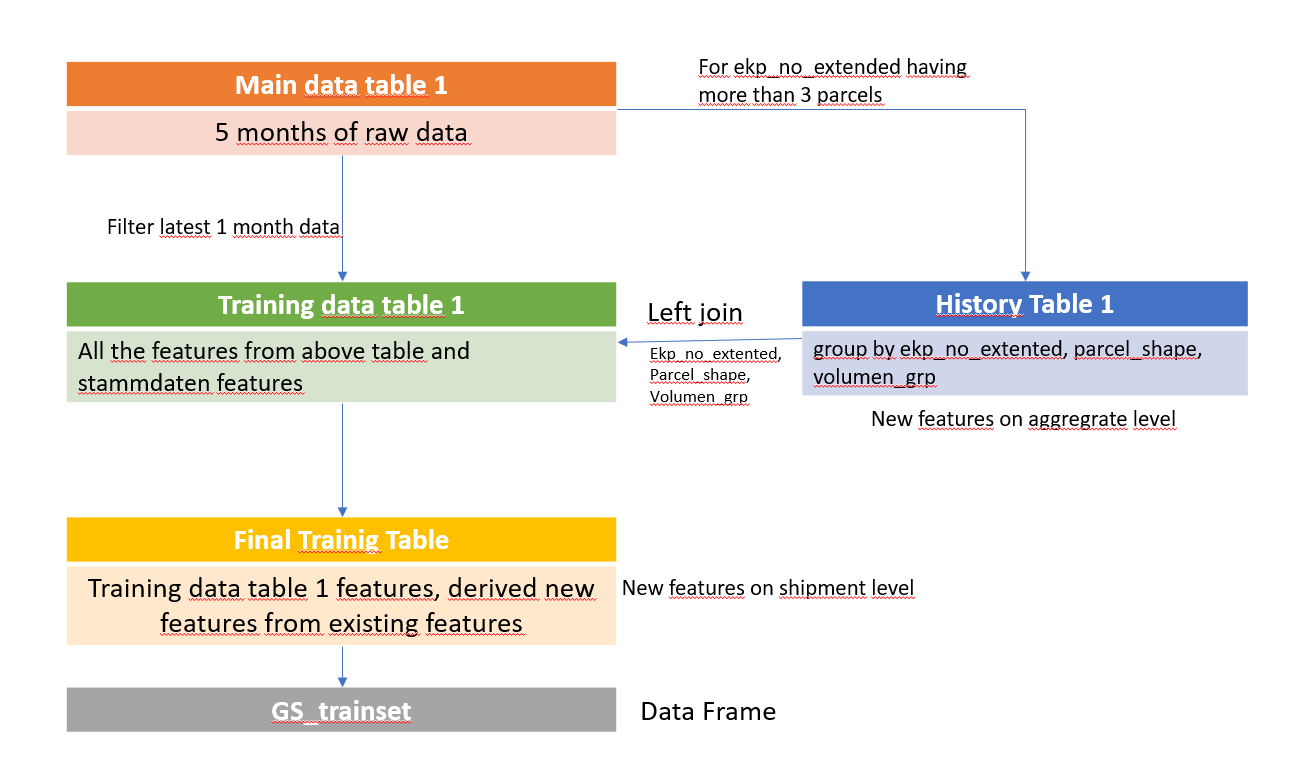 Main data table 1
5 months of raw data
For ekp_no_extended having
more than 3 parcels
Filter latest 1 month data
Training data table 1
All the features from above table and
stammdaten features
Left join
Ekp_no_extented,
Parcel_shape,
Volumen_grp
History Table 1
group by ekp_no_extented, parcel_shape,
volumen_grp
New features on aggregrate level
Final Trainig Table
Training data table 1 features, derived new
features from existing features
New features on shipment level
GS_trainset
Data Frame